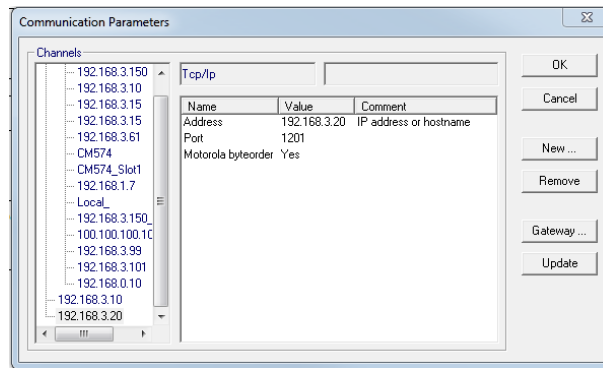 Communication Parameters
Channels
192.168.3.150
192.168.3.10
192.168.3.15
192.168.3.15
192.168.3.61
CM574
CM574_Slot1
192.168.1.7
Local_
192.168.3.150_
100.100.100.10
192.168.3.99
192.168.3.101
192.168.0.10
192.168.3.10
192.168.3.20
Tcp/Ip
Name Value Comment
Address 192.168.3.20 IP address or hostname
Port 1201
Motorola byteorder Yes
OK
Cancel
New ...
Remove
Gateway ...
Update